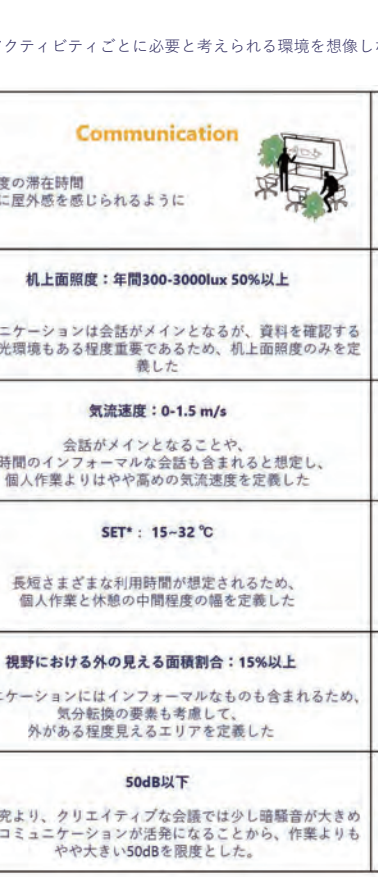 クティビティごとに必要と考えられる環境を想像し
Communication
度の滞在時間
に屋外感を感じられるように
机上面照度：年間300-3000lux 50%以上
ニケーションは会話がメインとなるが、資料を確認する
光環境もある程度重要であるため、机上面照度のみを定
義した
気流速度：0-1.5 m/s
会話がメインとなることや、
時間のインフォーマルな会話も含まれると想定し、
個人作業よりはやや高めの気流速度を定義した
SET*： 15~32 ℃
長短さまざまな利用時間が想定されるため、
個人作業と休憩の中間程度の幅を定義した
視野における外の見える面積割合：15%以上
ニケーションにはインフォーマルなものも含まれるため、
気分転換の要素も考慮して、
外がある程度見えるエリアを定義した
50dB以下
究より、クリエイティブな会議では少し暗騒音が大きめ
コミュニケーションが活発になることから、作業よりも
やや大きい50dBを限度とした。